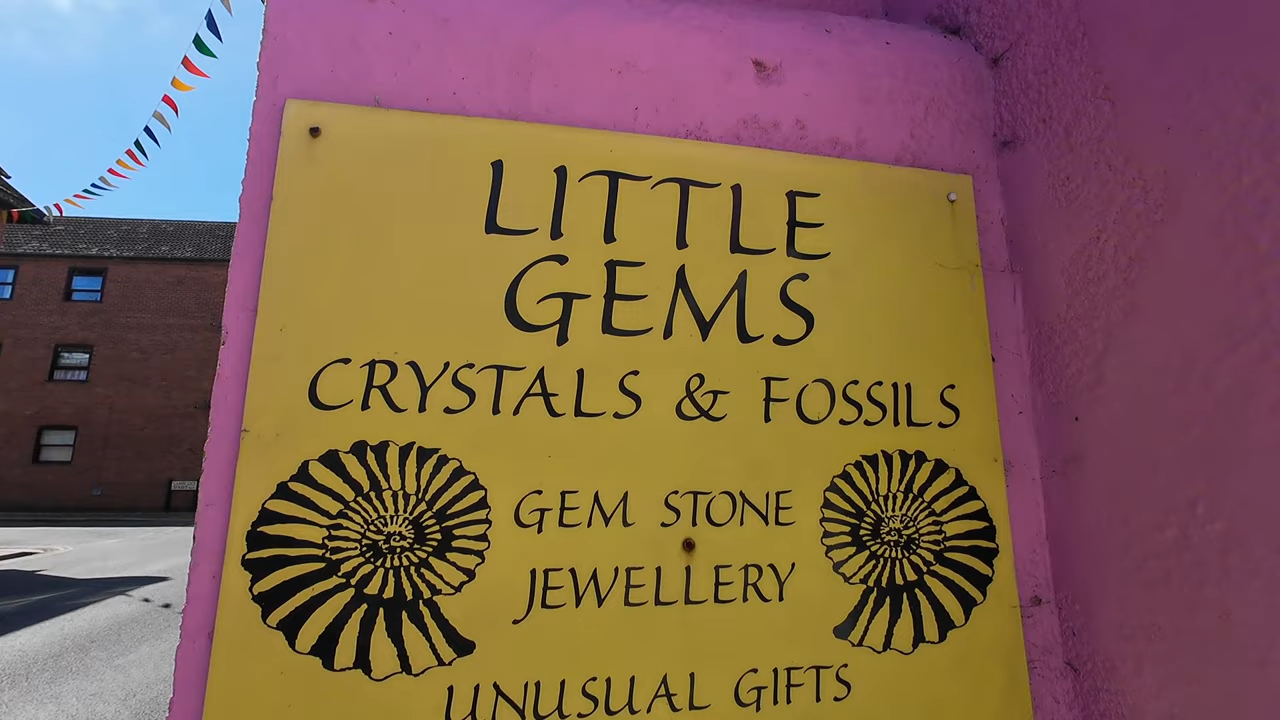 LITTLE
GEMS
CRYSTALS & FOSSILS
GEM STONE
JEWELLERY
UNUSUAL GIFTS